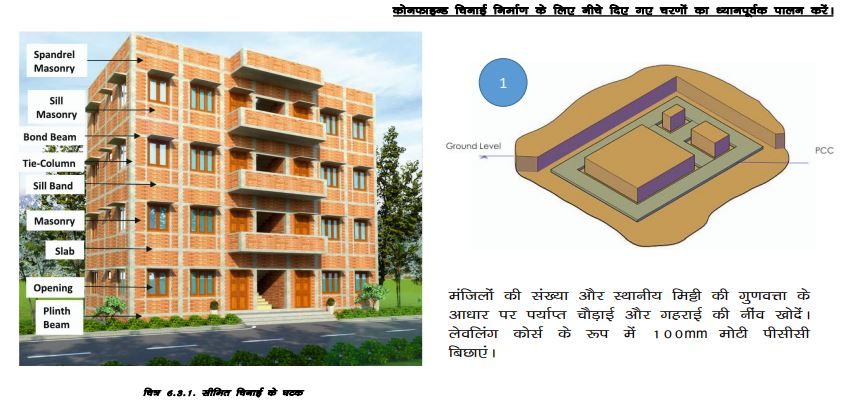 कोनफाइन्ड चिनाई निर्माण के लिए नीचे दिए गए चरणों का ध्यानपूर्वक पालन करें।
Spandrel
Masonry
Sill
Masonry
Bond Beam
Tie-Column
Sill Band
Masonry
Slab
Opening
Plinth
Beam
चित्र 6.3.1. सीमित चिनाई के घटक
1
Ground Level
PCC
मंजिलों की संख्या और स्थानीय मिट्टी की गुणवत्ता के
आधार पर पर्याप्त चौड़ाई और गहराई की नींव खोदें।
लेवलिंग कोर्स के रूप में 100mm मोटी पीसीसी
बिछाएं।